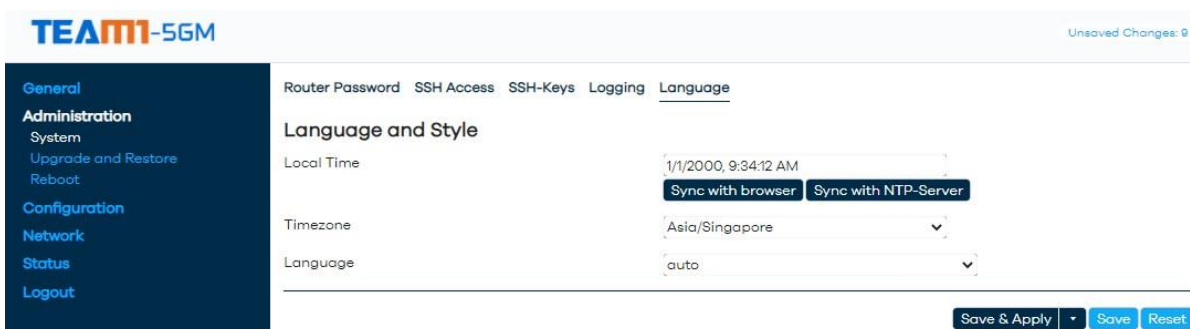 TEAM1-5GM
Unsaved Changes: 9
General
Administration
System
Upgrade and Restore
Reboot
Configuration
Network
Status
Logout
Router Password SSH Access SSH-Keys Logging Language
Language and Style
Local Time 1/1/2000, 9:34:12 AM
Sync with browser Sync with NTP-Server
Timezone Asia/Singapore
Language auto
Save & Apply Save Reset